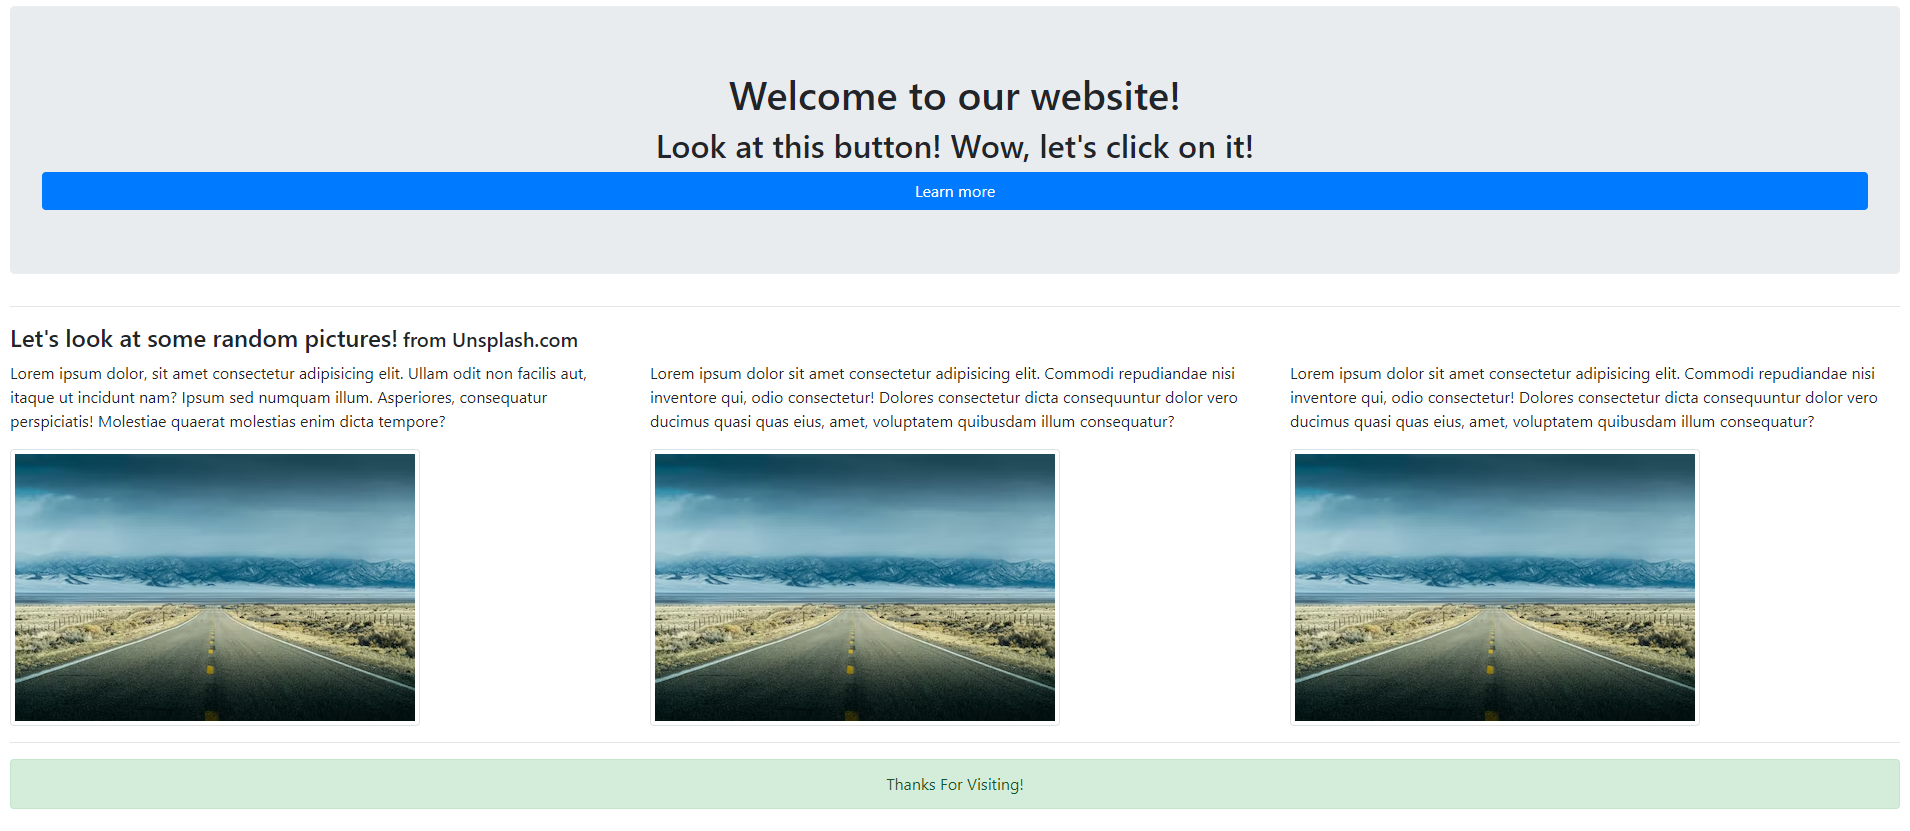 Welcome to our website!
Look at this button! Wow, let's click on it!
Learn more
Let's look at some random pictures! from Unsplash.com
Lorem ipsum dolor, sit amet consectetur adipisicing elit. Ullam odit non facilis aut,
itaque ut incidunt nam? Ipsum sed numquam illum. Asperiores, consequatur
perspiciatis! Molestiae quaerat molestias enim dicta tempore?
Lorem ipsum dolor sit amet consectetur adipisicing elit. Commodi repudiandae nisi
inventore qui, odio consectetur! Dolores consectetur dicta consequuntur dolor vero
ducimus quasi quas eius, amet, voluptatem quibusdam illum consequatur?
Lorem ipsum dolor sit amet consectetur adipisicing elit. Commodi repudiandae nisi
inventore qui, odio consectetur! Dolores consectetur dicta consequuntur dolor vero
ducimus quasi quas eius, amet, voluptatem quibusdam illum consequatur?
Thanks For Visiting!